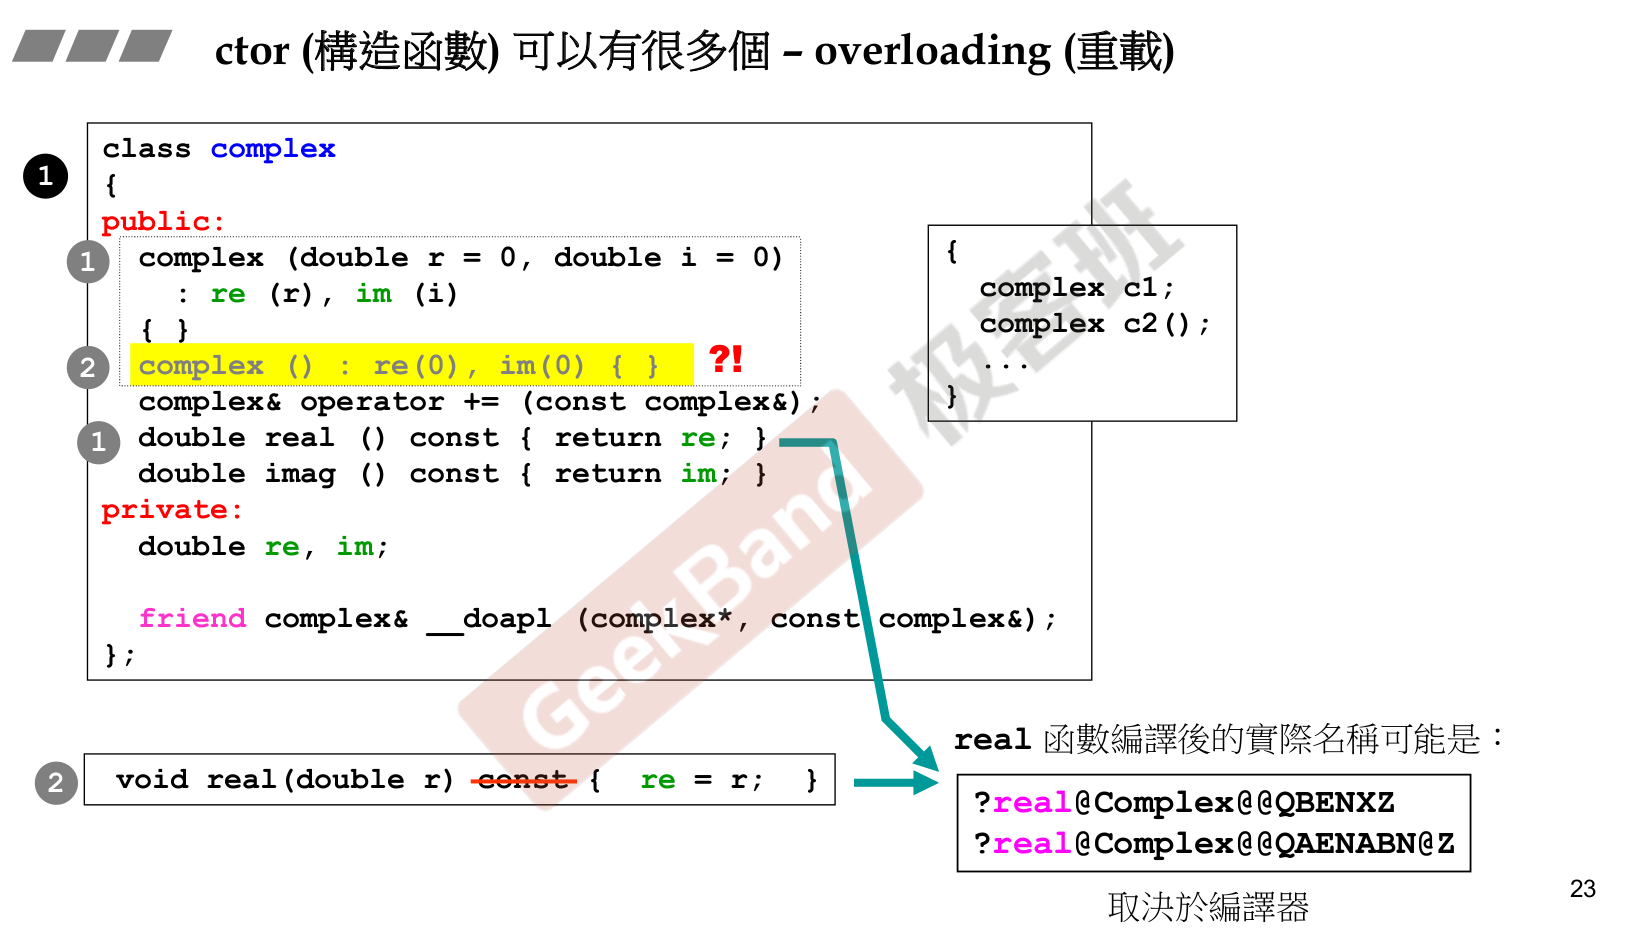 ctor (構造函數) 可以有很多個 – overloading (重載)
1
class complex
{
public:
1
complex (double r = 0, double i = 0)
: re (r), im (i)
{ }
2
complex () : re(0), im(0) { }
?!
complex& operator += (const complex&);
1
double real () const { return re; }
double imag () const { return im; }
private:
double re, im;
friend complex& __doapl (complex*, const complex&);
};
{
complex c1;
complex c2();
...
}
2
void real(double r) const { re = r; }
real 函數編譯後的實際名稱可能是：
?real@Complex@@QBENXZ
?real@Complex@@QAENABN@Z
取決於編譯器
23
GeekBand 极客班